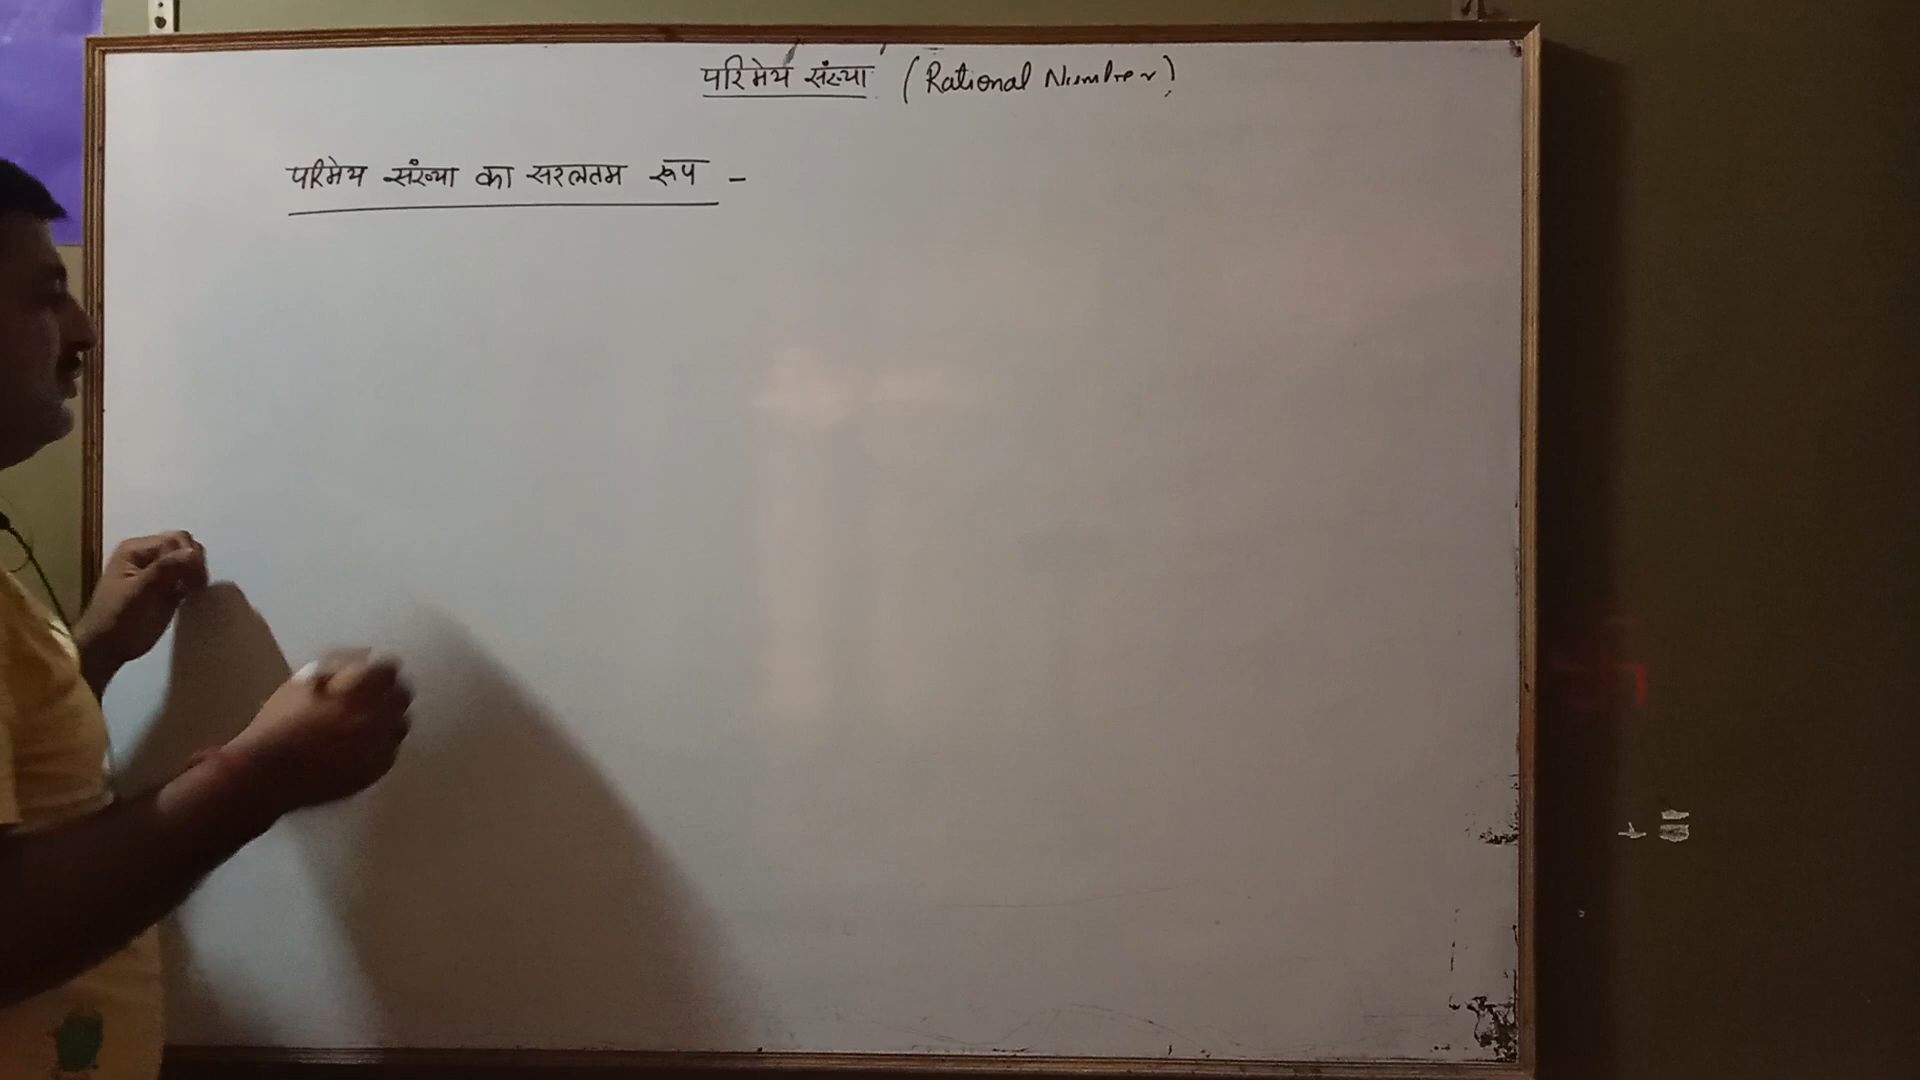 परिमेय संख्या (Rational Number)
परिमेय संख्या का सरलतम रूप -